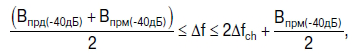 (Bпрд(-40дБ) + Bпрм(-40дБ)) / 2 ≤ Δf ≤ 2Δfch + Bпрм(-40дБ) / 2,